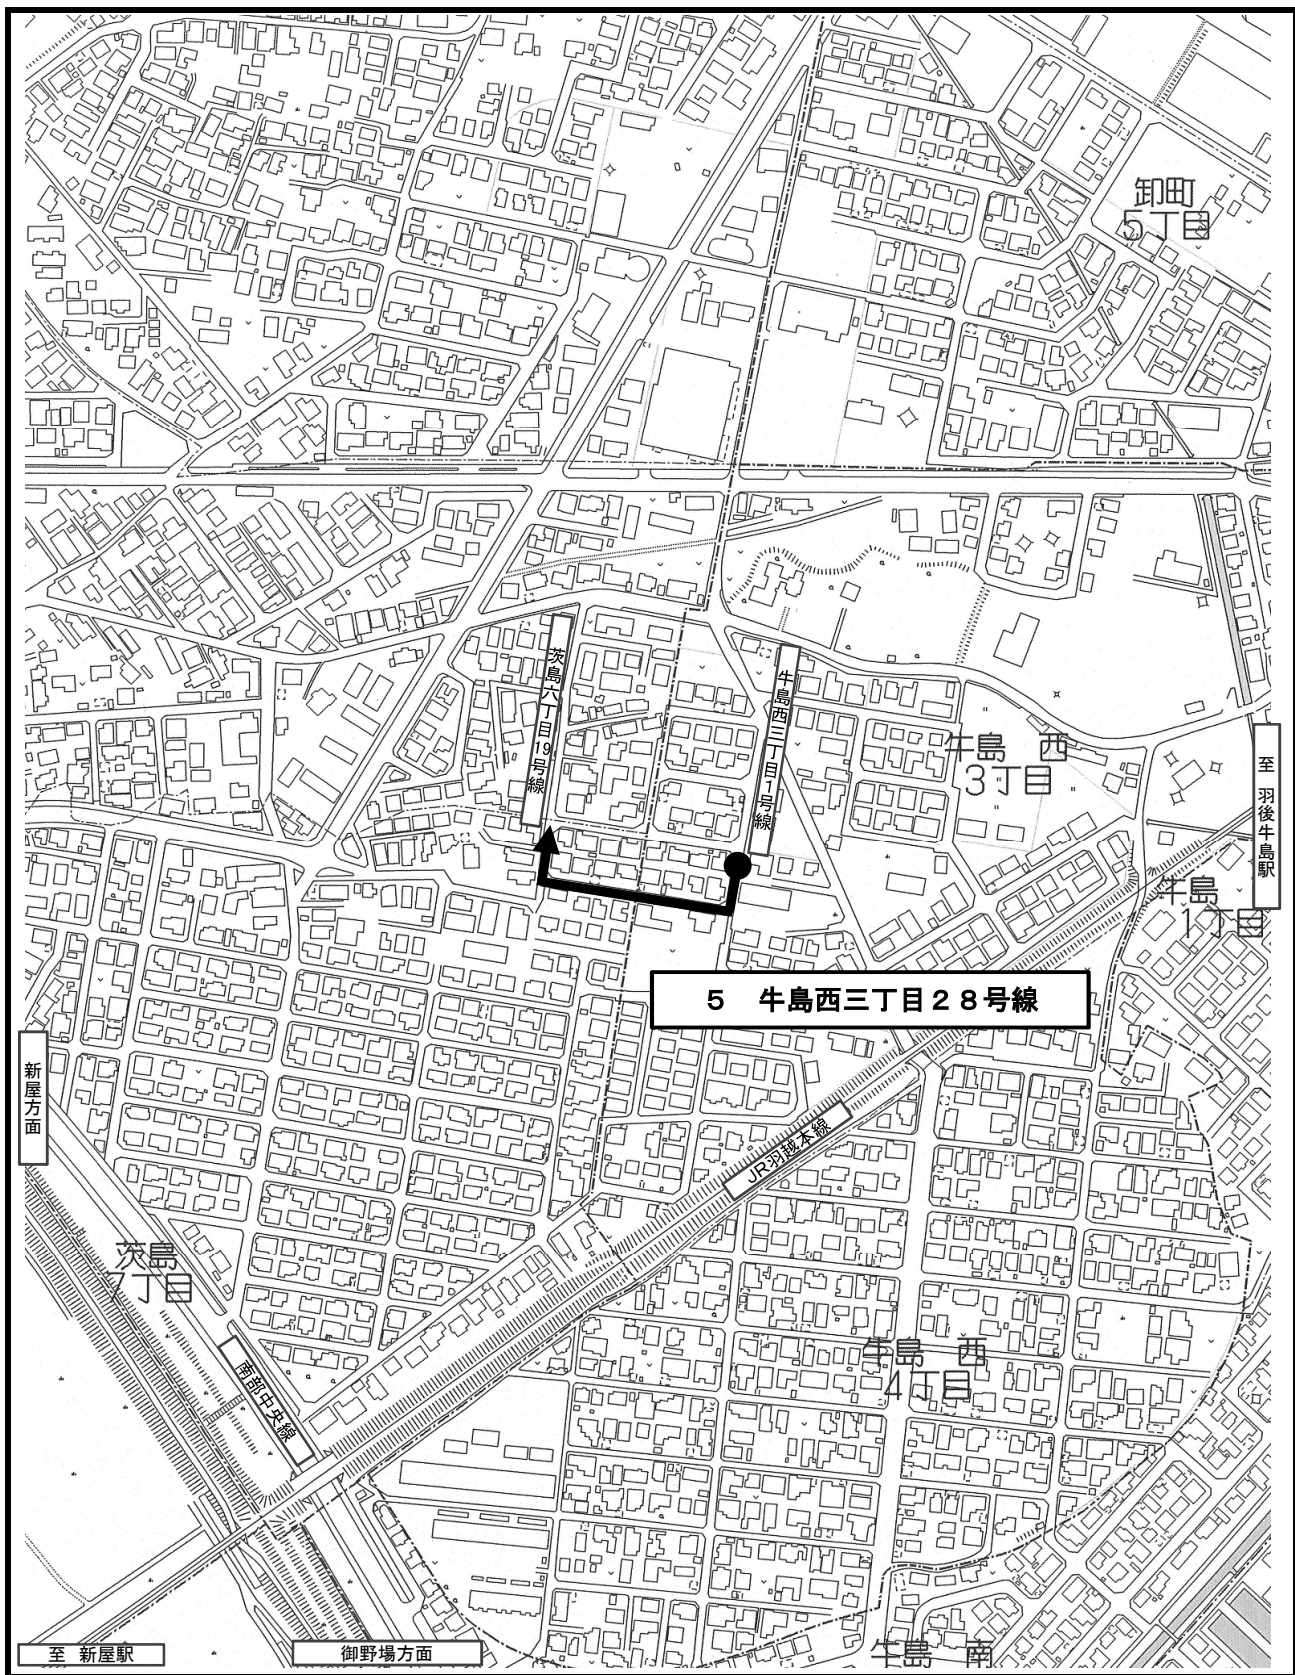 卸町
5丁目
茨島六丁目19号線
牛島西三丁目1号線
牛島 西
3丁目
至 羽後牛島駅
牛島
1丁目
5 牛島西三丁目28号線
新屋方面
JR羽越本線
茨島
7丁目
南部中央線
牛島 西
4丁目
至 新屋駅
御野場方面
牛島 南